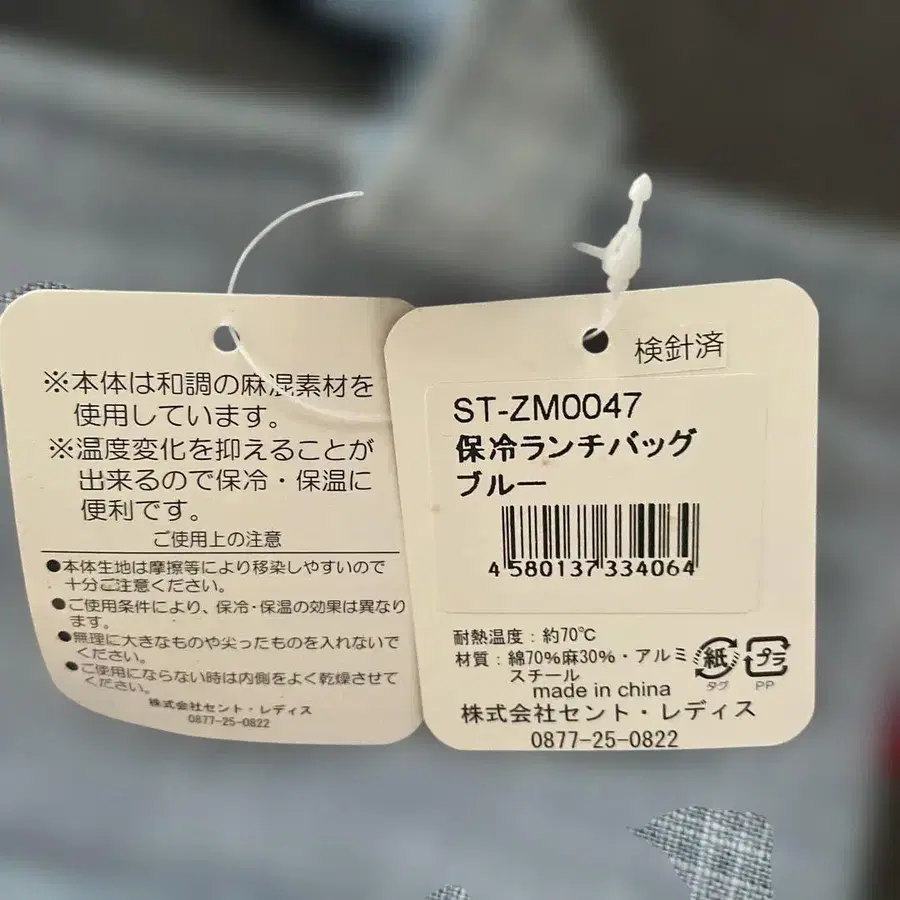 ※本体は和調の麻混素材を
使用しています。
※温度変化を抑えることが
出来るので保冷・保温に
便利です。
ご使用上の注意
●本体生地は摩擦等により移染しやすいので
十分ご注意ください。
●ご使用条件により、保冷・保温の効果は異なり
ます。
●無理に大きなものや尖ったものを入れないで
ください。
●ご使用にならない時は内側をよく乾燥させて
ください。
株式会社セント・レディス
0877-25-0822
検針済
ST-ZM0047
保冷ランチバッグ
ブルー
4 580137 334064
耐熱温度：約70℃
材質：綿70%麻30%・アルミ
スチール
made in china
紙 プラ
タグ PP
株式会社セント・レディス
0877-25-0822